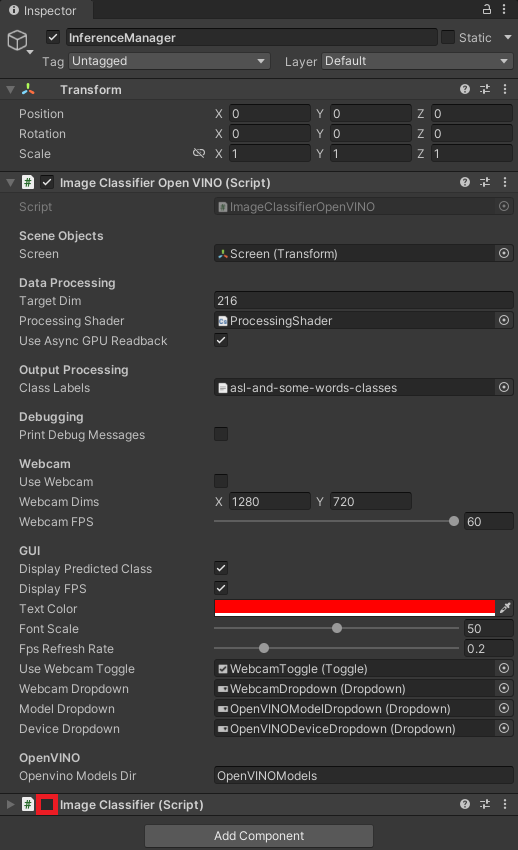 Inspector
InferenceManager Static
Tag Untagged Layer Default
Transform
Position X 0 Y 0 Z 0
Rotation X 0 Y 0 Z 0
Scale X 1 Y 1 Z 1
# Image Classifier Open VINO (Script)
Script # ImageClassifierOpenVINO
Scene Objects
Screen Screen (Transform)
Data Processing
Target Dim 216
Processing Shader ProcessingShader
Use Async GPU Readback
Output Processing
Class Labels asl-and-some-words-classes
Debugging
Print Debug Messages
Webcam
Use Webcam
Webcam Dims X 1280 Y 720
Webcam FPS 60
GUI
Display Predicted Class
Display FPS
Text Color
Font Scale 50
Fps Refresh Rate 0.2
Use Webcam Toggle WebcamToggle (Toggle)
Webcam Dropdown WebcamDropdown (Dropdown)
Model Dropdown OpenVINOModelDropdown (Dropdown)
Device Dropdown OpenVINODeviceDropdown (Dropdown)
OpenVINO
Openvino Models Dir OpenVINOModels
# Image Classifier (Script)
Add Component